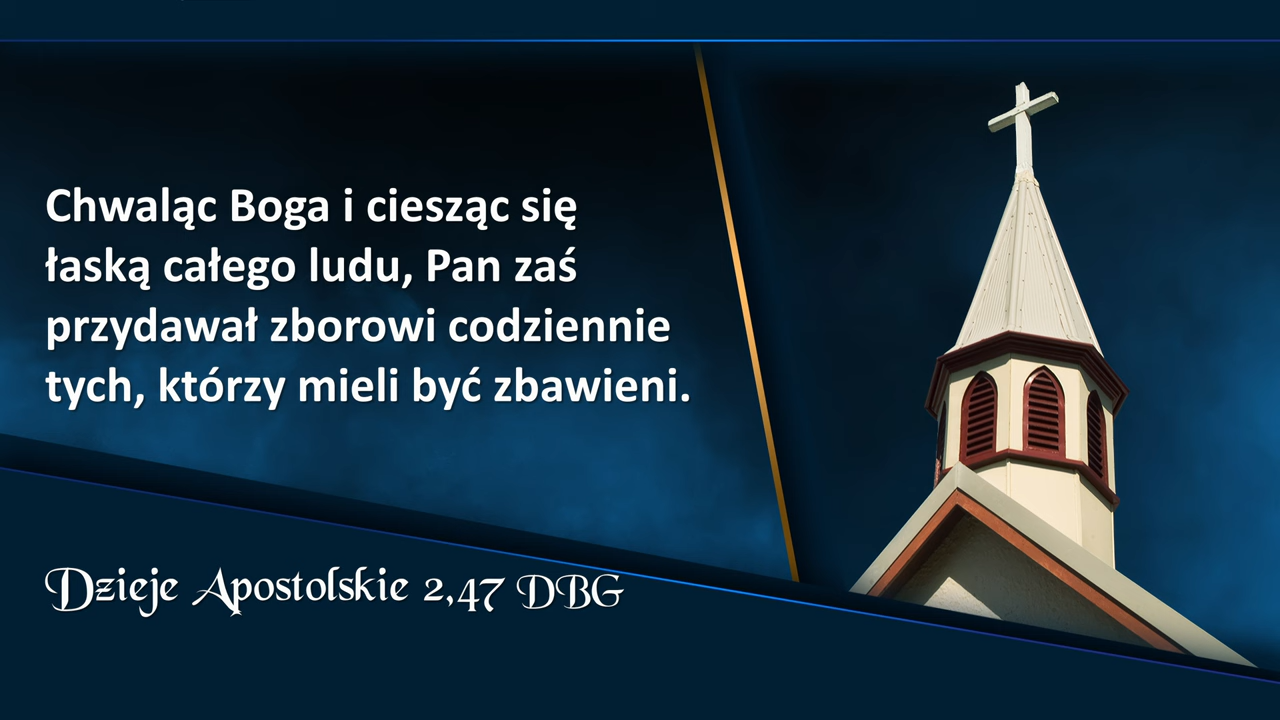 Chwaląc Boga i ciesząc się
łaską całego ludu, Pan zaś
przydawał zborowi codziennie
tych, którzy mieli być zbawieni.
Dzieje Apostolskie 2,47 DBG